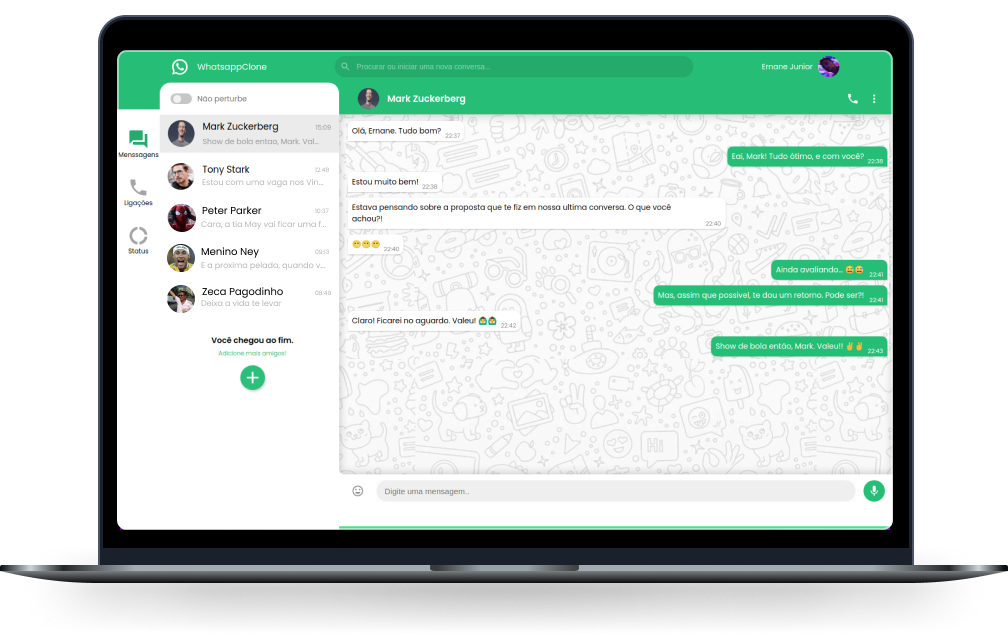 WhatsappClone
Procurar ou iniciar uma nova conversa...
Ernane Junior
Não perturbe
Mark Zuckerberg
Mensagens
Ligações
Status
Mark Zuckerberg
15:09
Show de bola entao, Mark. Val...
Tony Stark
12:48
Estou com uma vaga nos Vin...
Peter Parker
10:37
Cara, a tia May vai ficar uma f...
Menino Ney
09:13
E a proxima pelada, quando v...
Zeca Pagodinho
08:46
Deixa a vida te levar
Você chegou ao fim.
Adicione mais amigos!
Olá, Ernane. Tudo bom?
22:37
Eai, Mark! Tudo ótimo, e com você?
22:38
Estou muito bem!
22:38
Estava pensando sobre a proposta que te fiz em nossa ultima conversa. O que você
achou?!
22:40
😬😬😬
22:40
Ainda avaliando... 😅😅
22:41
Mas, assim que possivel, te dou um retorno. Pode ser?!
22:41
Claro! Ficarei no aguardo. Valeu! 🙆‍♂️🙆‍♂️
22:42
Show de bola então, Mark. Valeu!! ✌️✌️
22:43
Hi
Digite uma mensagem..